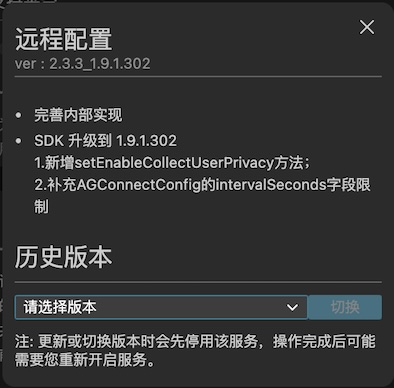 远程配置
ver : 2.3.3_1.9.1.302
• 完善内部实现
• SDK 升级到 1.9.1.302
1.新增setEnableCollectUserPrivacy方法；
2.补充AGConnectConfig的intervalSeconds字段限
制
历史版本
请选择版本
切换
注: 更新或切换版本时会先停用该服务，操作完成后可能
需要您重新开启服务。